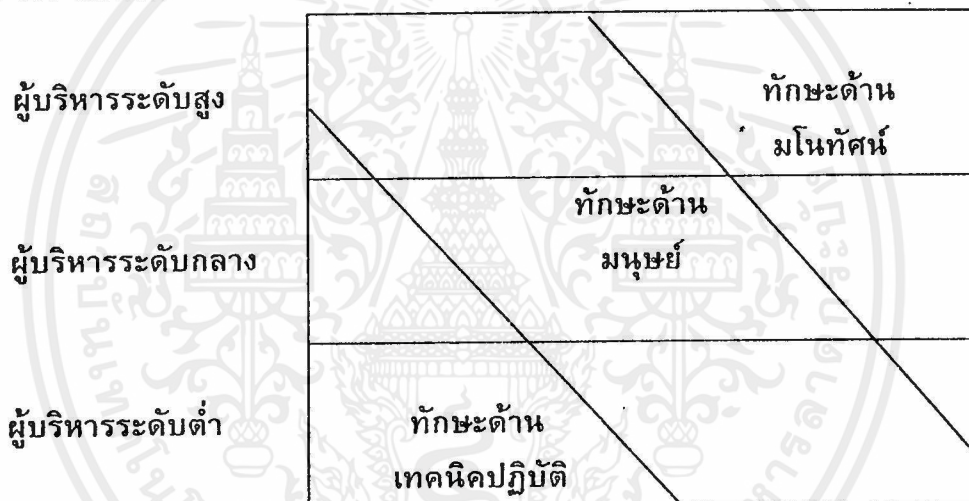 ผู้บริหารระดับสูง
ทักษะด้าน
มโนทัศน์
ผู้บริหารระดับกลาง
ทักษะด้าน
มนุษย์
ผู้บริหารระดับต่ำ
ทักษะด้าน
เทคนิคปฏิบัติ